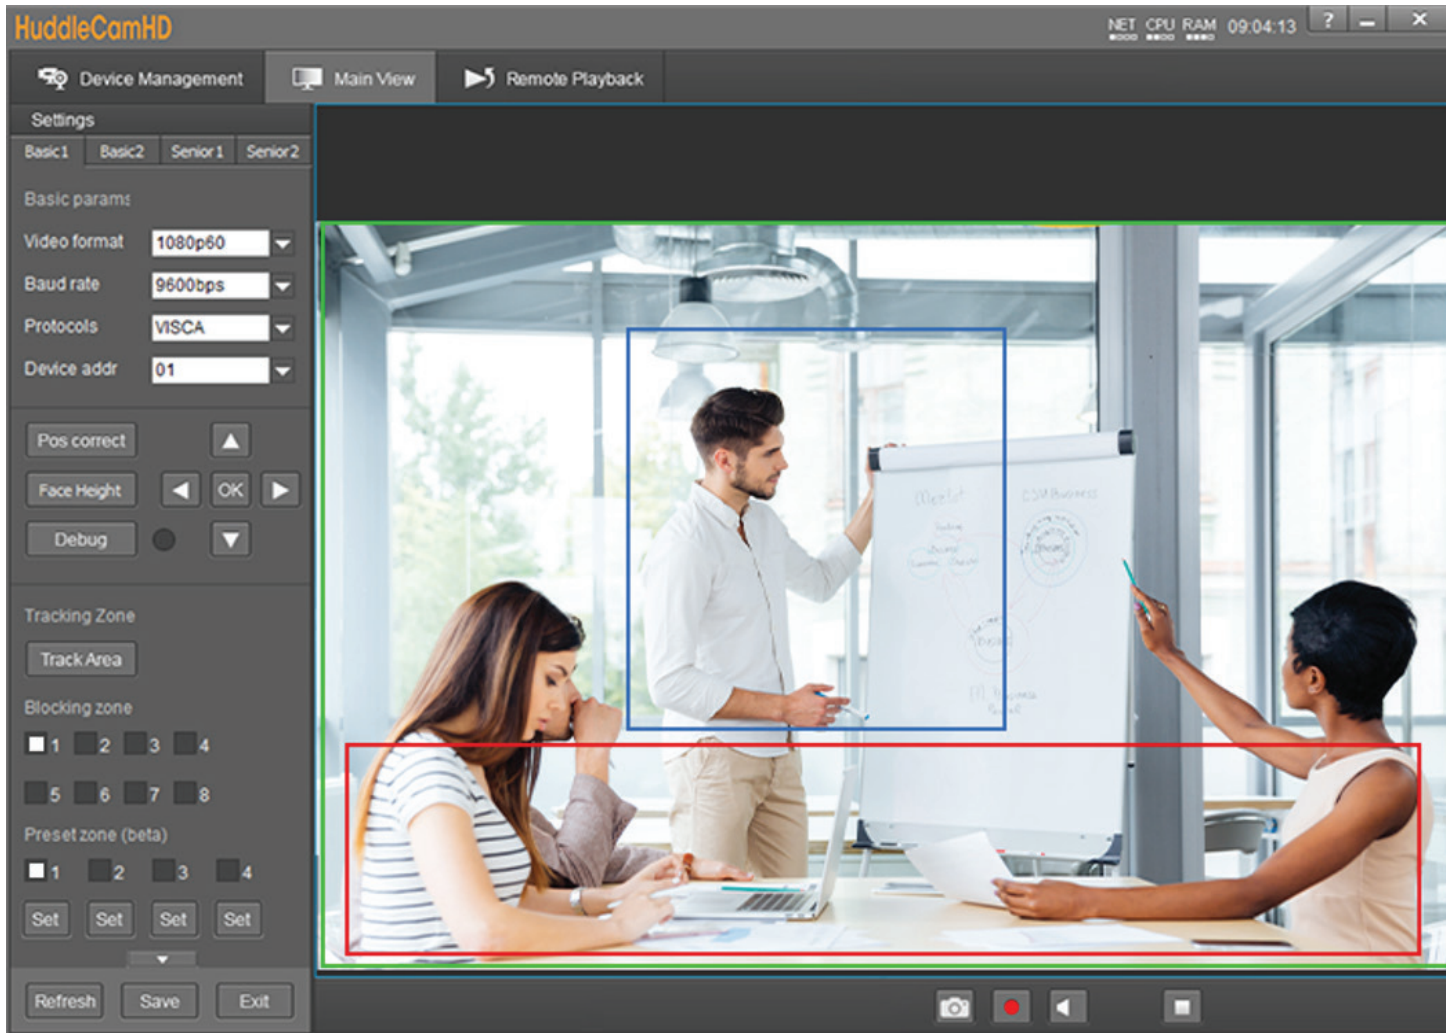 HuddleCamHD
NET CPU RAM 09:04:13 ?
Device Management Main View Remote Playback
Settings
Basic1 Basic2 Senior1 Senior2
Basic params
Video format 1080p60
Baud rate 9600bps
Protocols VISCA
Device addr 01
Pos correct
Face Height OK
Debug
Tracking Zone
Track Area
Blocking zone
1 2 3 4
5 6 7 8
Preset zone (beta)
1 2 3 4
Set Set Set Set
Refresh Save Exit
CSV Business